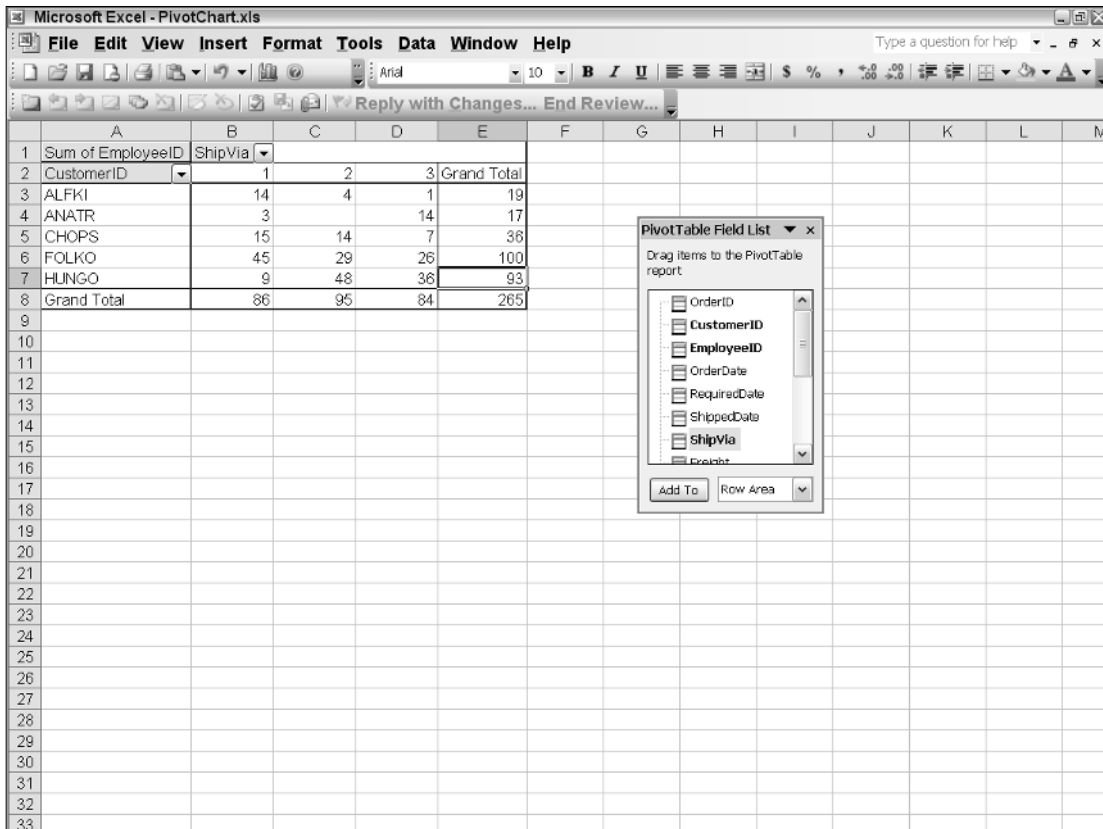 Microsoft Excel - PivotChart.xls
File Edit View Insert Format Tools Data Window Help
Type a question for help
Arial 10 B I U $ % ,
Reply with Changes... End Review...
A B C D E F G H I J K L M
1 Sum of EmployeeID ShipVia
2 CustomerID 1 2 3 Grand Total
3 ALFKI 14 4 1 19
4 ANATR 3 14 17
5 CHOPS 15 14 7 36
6 FOLKO 45 29 26 100
7 HUNGO 9 48 36 93
8 Grand Total 86 95 84 265
9
10
11
12
13
14
15
16
17
18
19
20
21
22
23
24
25
26
27
28
29
30
31
32
33
PivotTable Field List
Drag items to the PivotTable
report
OrderID
CustomerID
EmployeeID
OrderDate
RequiredDate
ShippedDate
ShipVia
Freight
Add To Row Area